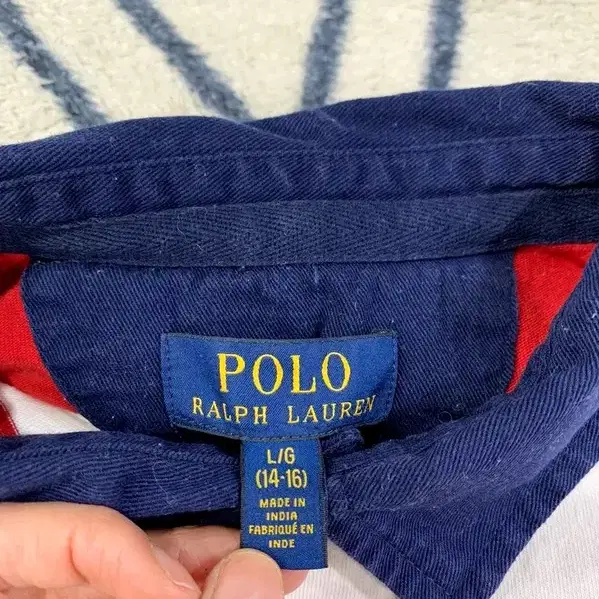 POLO
RALPH LAUREN
L/G
(14-16)
MADE IN
INDIA
FABRIQUÉ EN
INDE